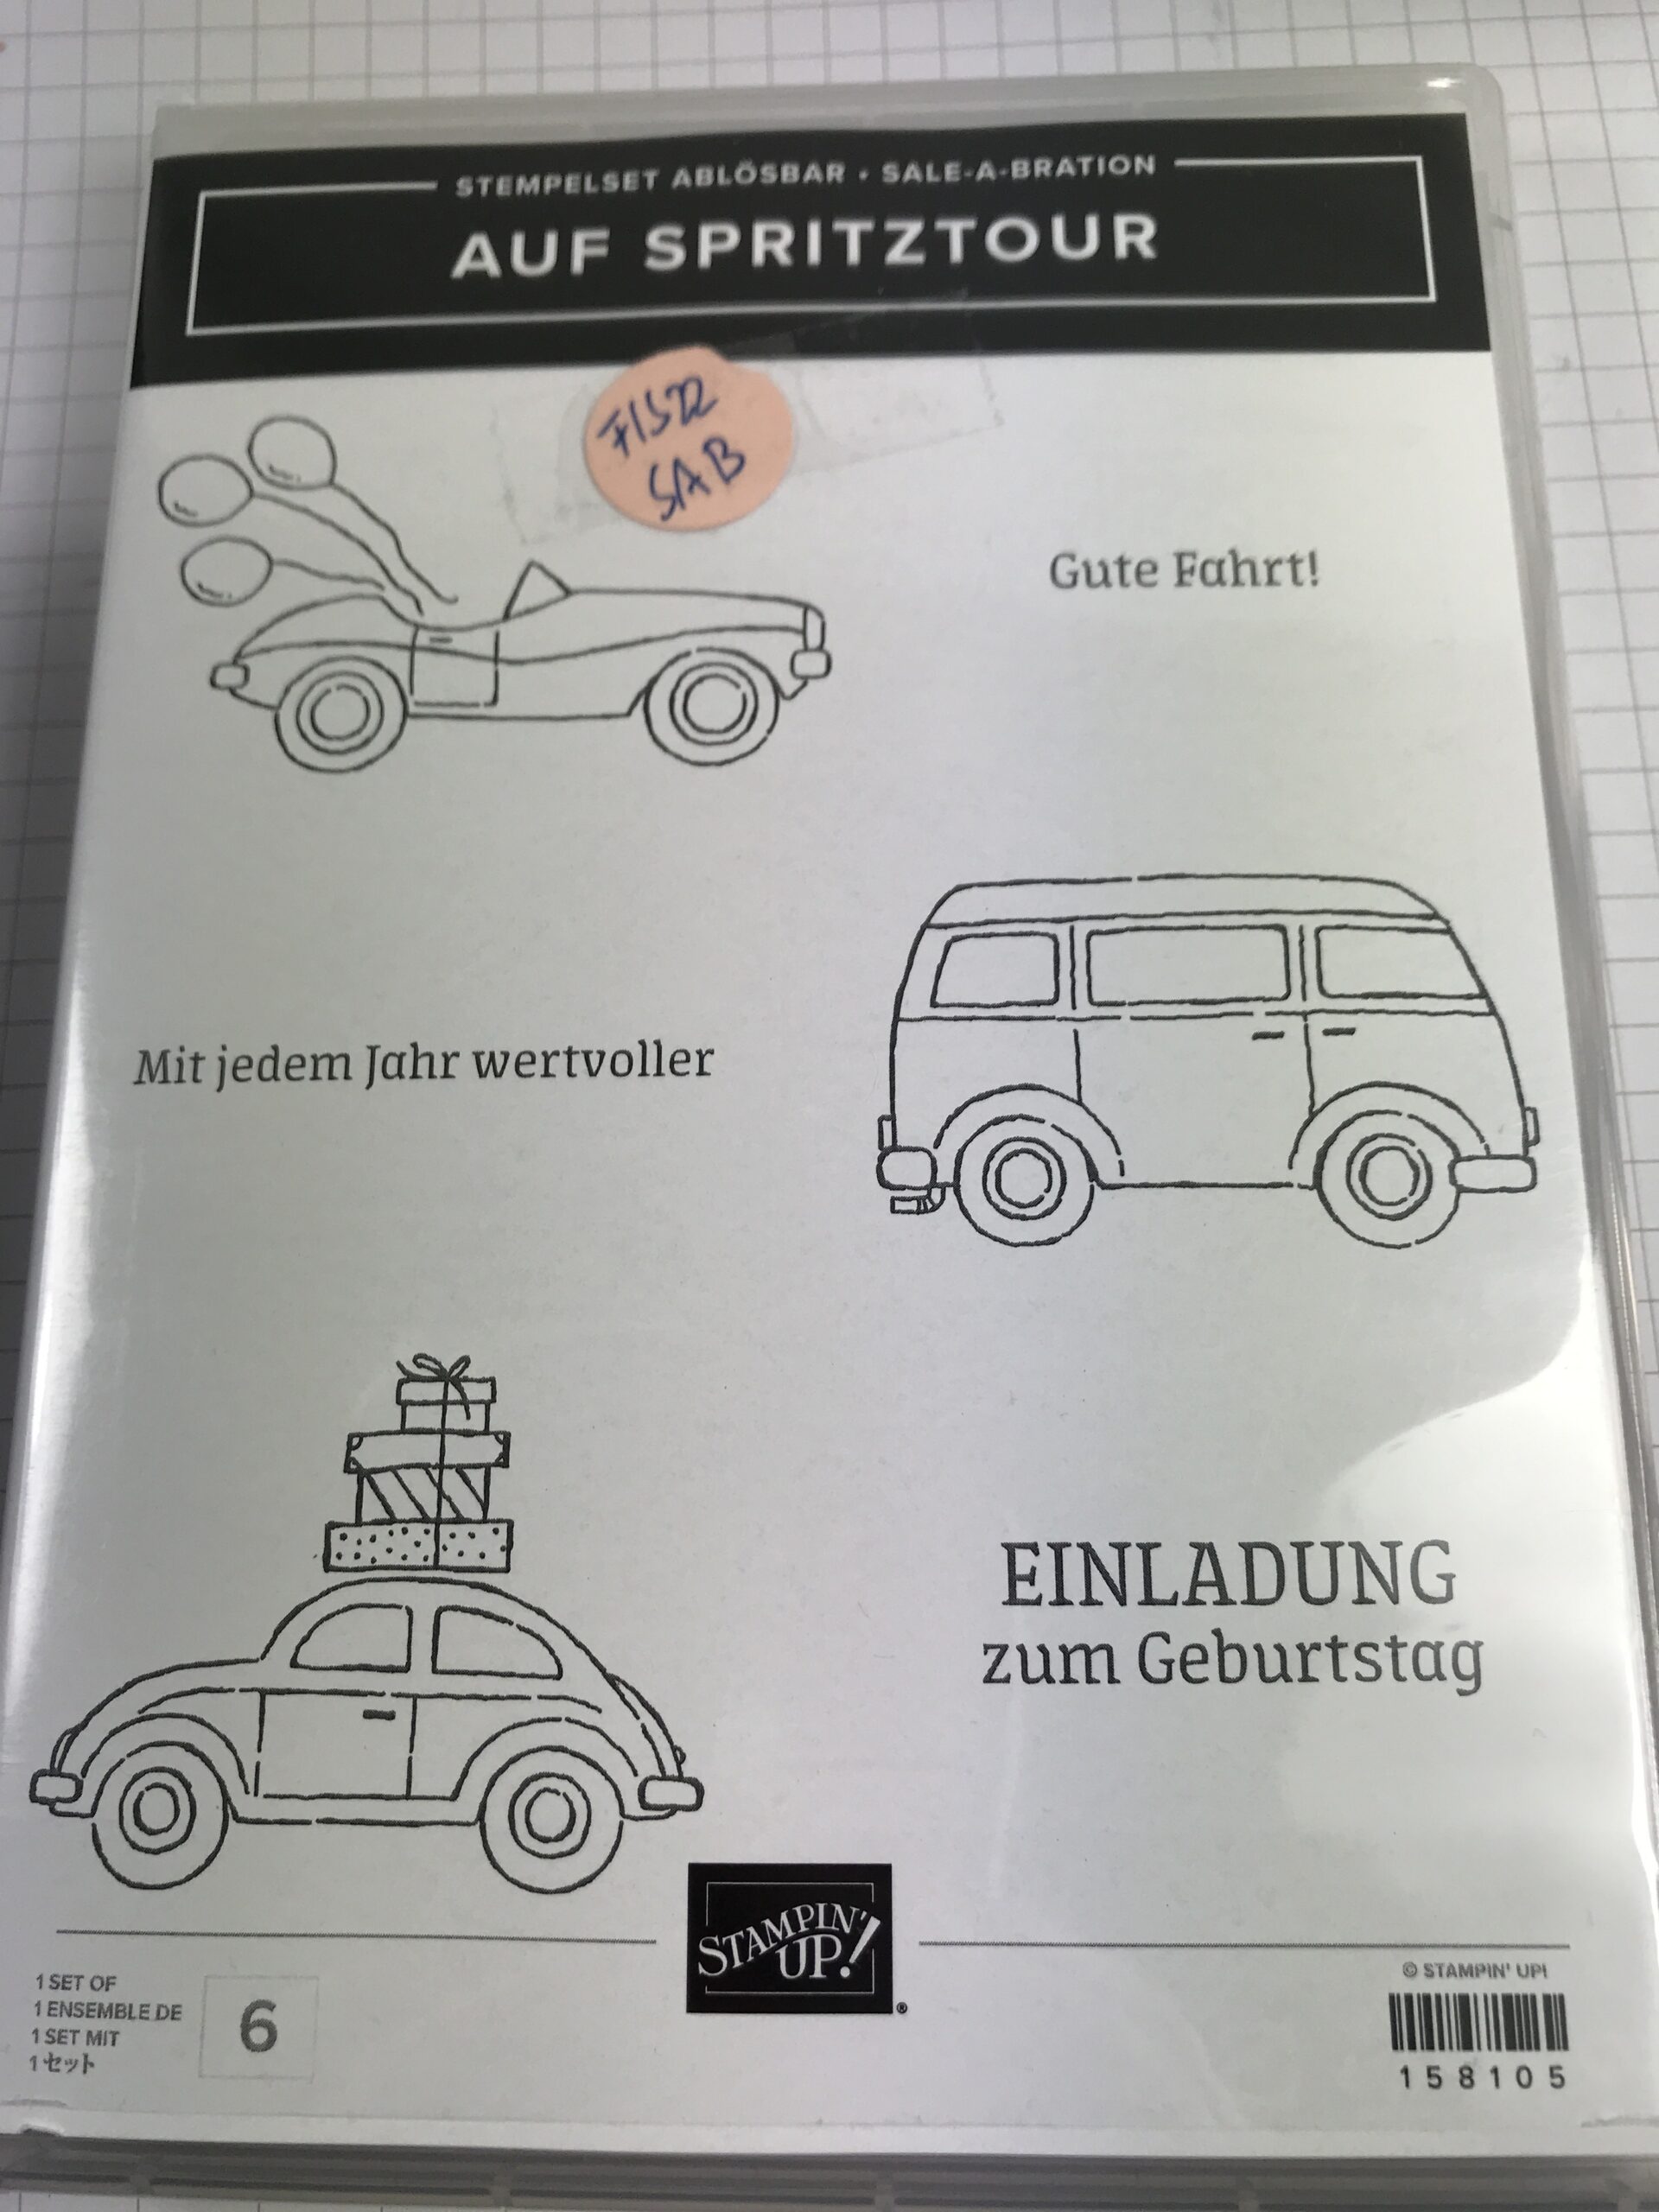 STEMPELSET ABLÖSBAR • SALE-A-BRATION
AUF SPRITZTOUR
F/S22
SAB
Gute Fahrt!
Mit jedem Jahr wertvoller
EINLADUNG
zum Geburtstag
STAMPIN'
UP!
®
1 SET OF
1 ENSEMBLE DE
1 SET MIT
1セット
6
© STAMPIN' UP!
158105